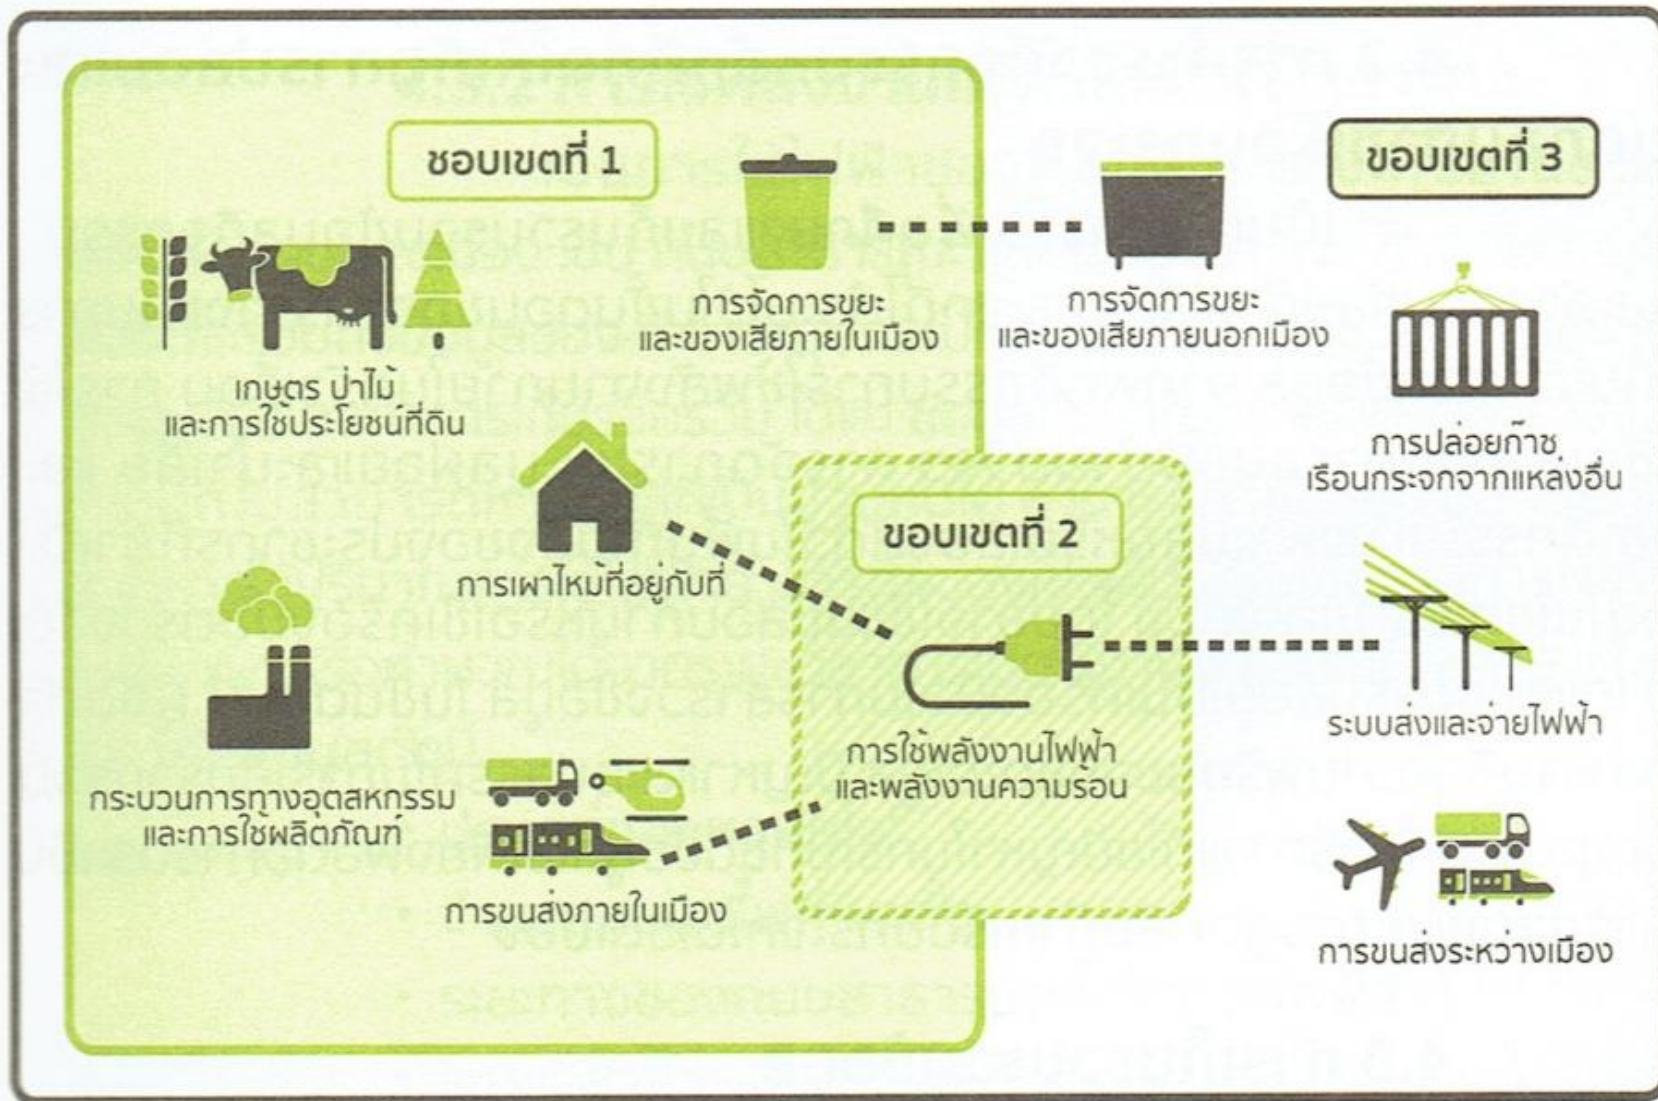 ชอบเขตที่ 1
ขอบเขตที่ 3
การจัดการขยะ
และของเสียภายในเมือง
การจัดการขยะ
และของเสียภายนอกเมือง
เกษตร ป่าไม้
และการใช้ประโยชน์ที่ดิน
การปล่อยก๊าซ
เรือนกระจกจากแหล่งอื่น
ขอบเขตที่ 2
การเผาไหม้ที่อยู่กับที่
ระบบส่งและจ่ายไฟฟ้า
การใช้พลังงานไฟฟ้า
และพลังงานความร้อน
กระบวนการทางอุตสหกรรม
และการใช้ผลิตภัณฑ์
การขนส่งภายในเมือง
การขนส่งระหว่างเมือง